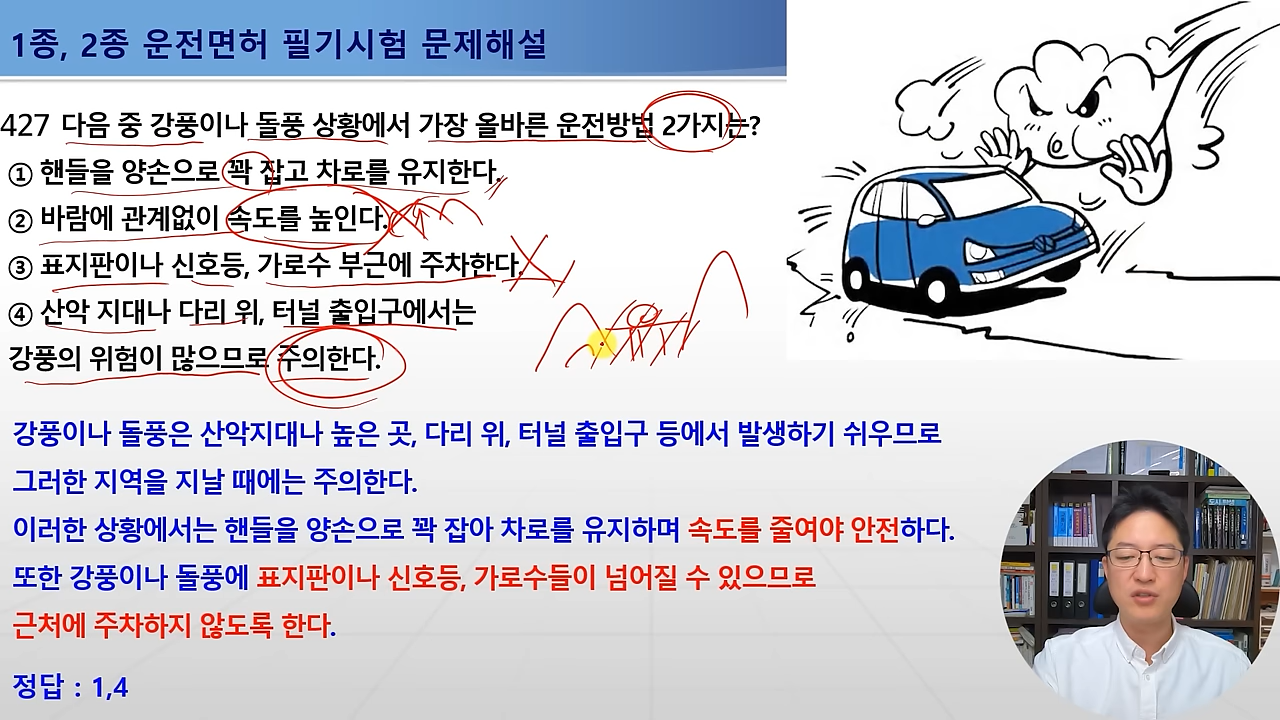 1종, 2종 운전면허 필기시험 문제해설
427 다음 중 강풍이나 돌풍 상황에서 가장 올바른 운전방법 2가지는?
① 핸들을 양손으로 꽉 잡고 차로를 유지한다.
② 바람에 관계없이 속도를 높인다.
③ 표지판이나 신호등, 가로수 부근에 주차한다.
④ 산악 지대나 다리 위, 터널 출입구에서는
강풍의 위험이 많으므로 주의한다.
강풍이나 돌풍은 산악지대나 높은 곳, 다리 위, 터널 출입구 등에서 발생하기 쉬우므로
그러한 지역을 지날 때에는 주의한다.
이러한 상황에서는 핸들을 양손으로 꽉 잡아 차로를 유지하며 속도를 줄여야 안전하다.
또한 강풍이나 돌풍에 표지판이나 신호등, 가로수들이 넘어질 수 있으므로
근처에 주차하지 않도록 한다.
정답 : 1,4